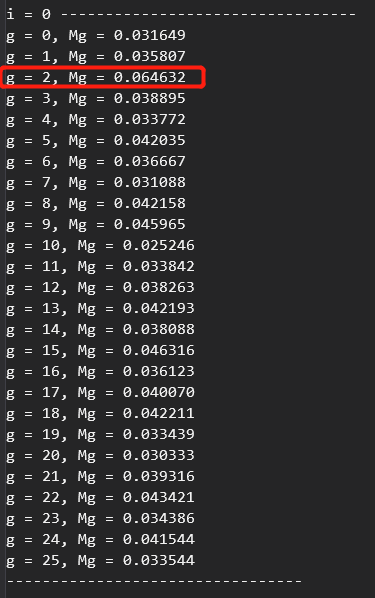 i = 0 ---------------------------------
g = 0, Mg = 0.031649
g = 1, Mg = 0.035807
g = 2, Mg = 0.064632
g = 3, Mg = 0.038895
g = 4, Mg = 0.033772
g = 5, Mg = 0.042035
g = 6, Mg = 0.036667
g = 7, Mg = 0.031088
g = 8, Mg = 0.042158
g = 9, Mg = 0.045965
g = 10, Mg = 0.025246
g = 11, Mg = 0.033842
g = 12, Mg = 0.038263
g = 13, Mg = 0.042193
g = 14, Mg = 0.038088
g = 15, Mg = 0.046316
g = 16, Mg = 0.036123
g = 17, Mg = 0.040070
g = 18, Mg = 0.042211
g = 19, Mg = 0.033439
g = 20, Mg = 0.030333
g = 21, Mg = 0.039316
g = 22, Mg = 0.043421
g = 23, Mg = 0.034386
g = 24, Mg = 0.041544
g = 25, Mg = 0.033544
---------------------------------